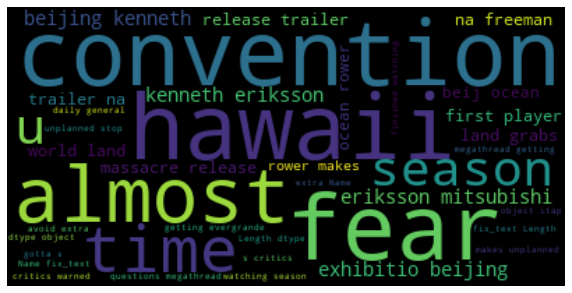 beijing kenneth release trailer na freeman
convention
trailer na kenneth eriksson ocean rower finished watching beij ocean
daily general first player
u unplanned stop hawaii megathread getting land grabs
world land season
massacre release rower makes
almost extra Name fear eriksson mitsubishi object itap
avoid extra getting evergrande fix_text Length
dtype object time Length dtype makes unplanned
gotta s s critics
Name fix_text exhibitio beijing
critics warned questions megathread watching season